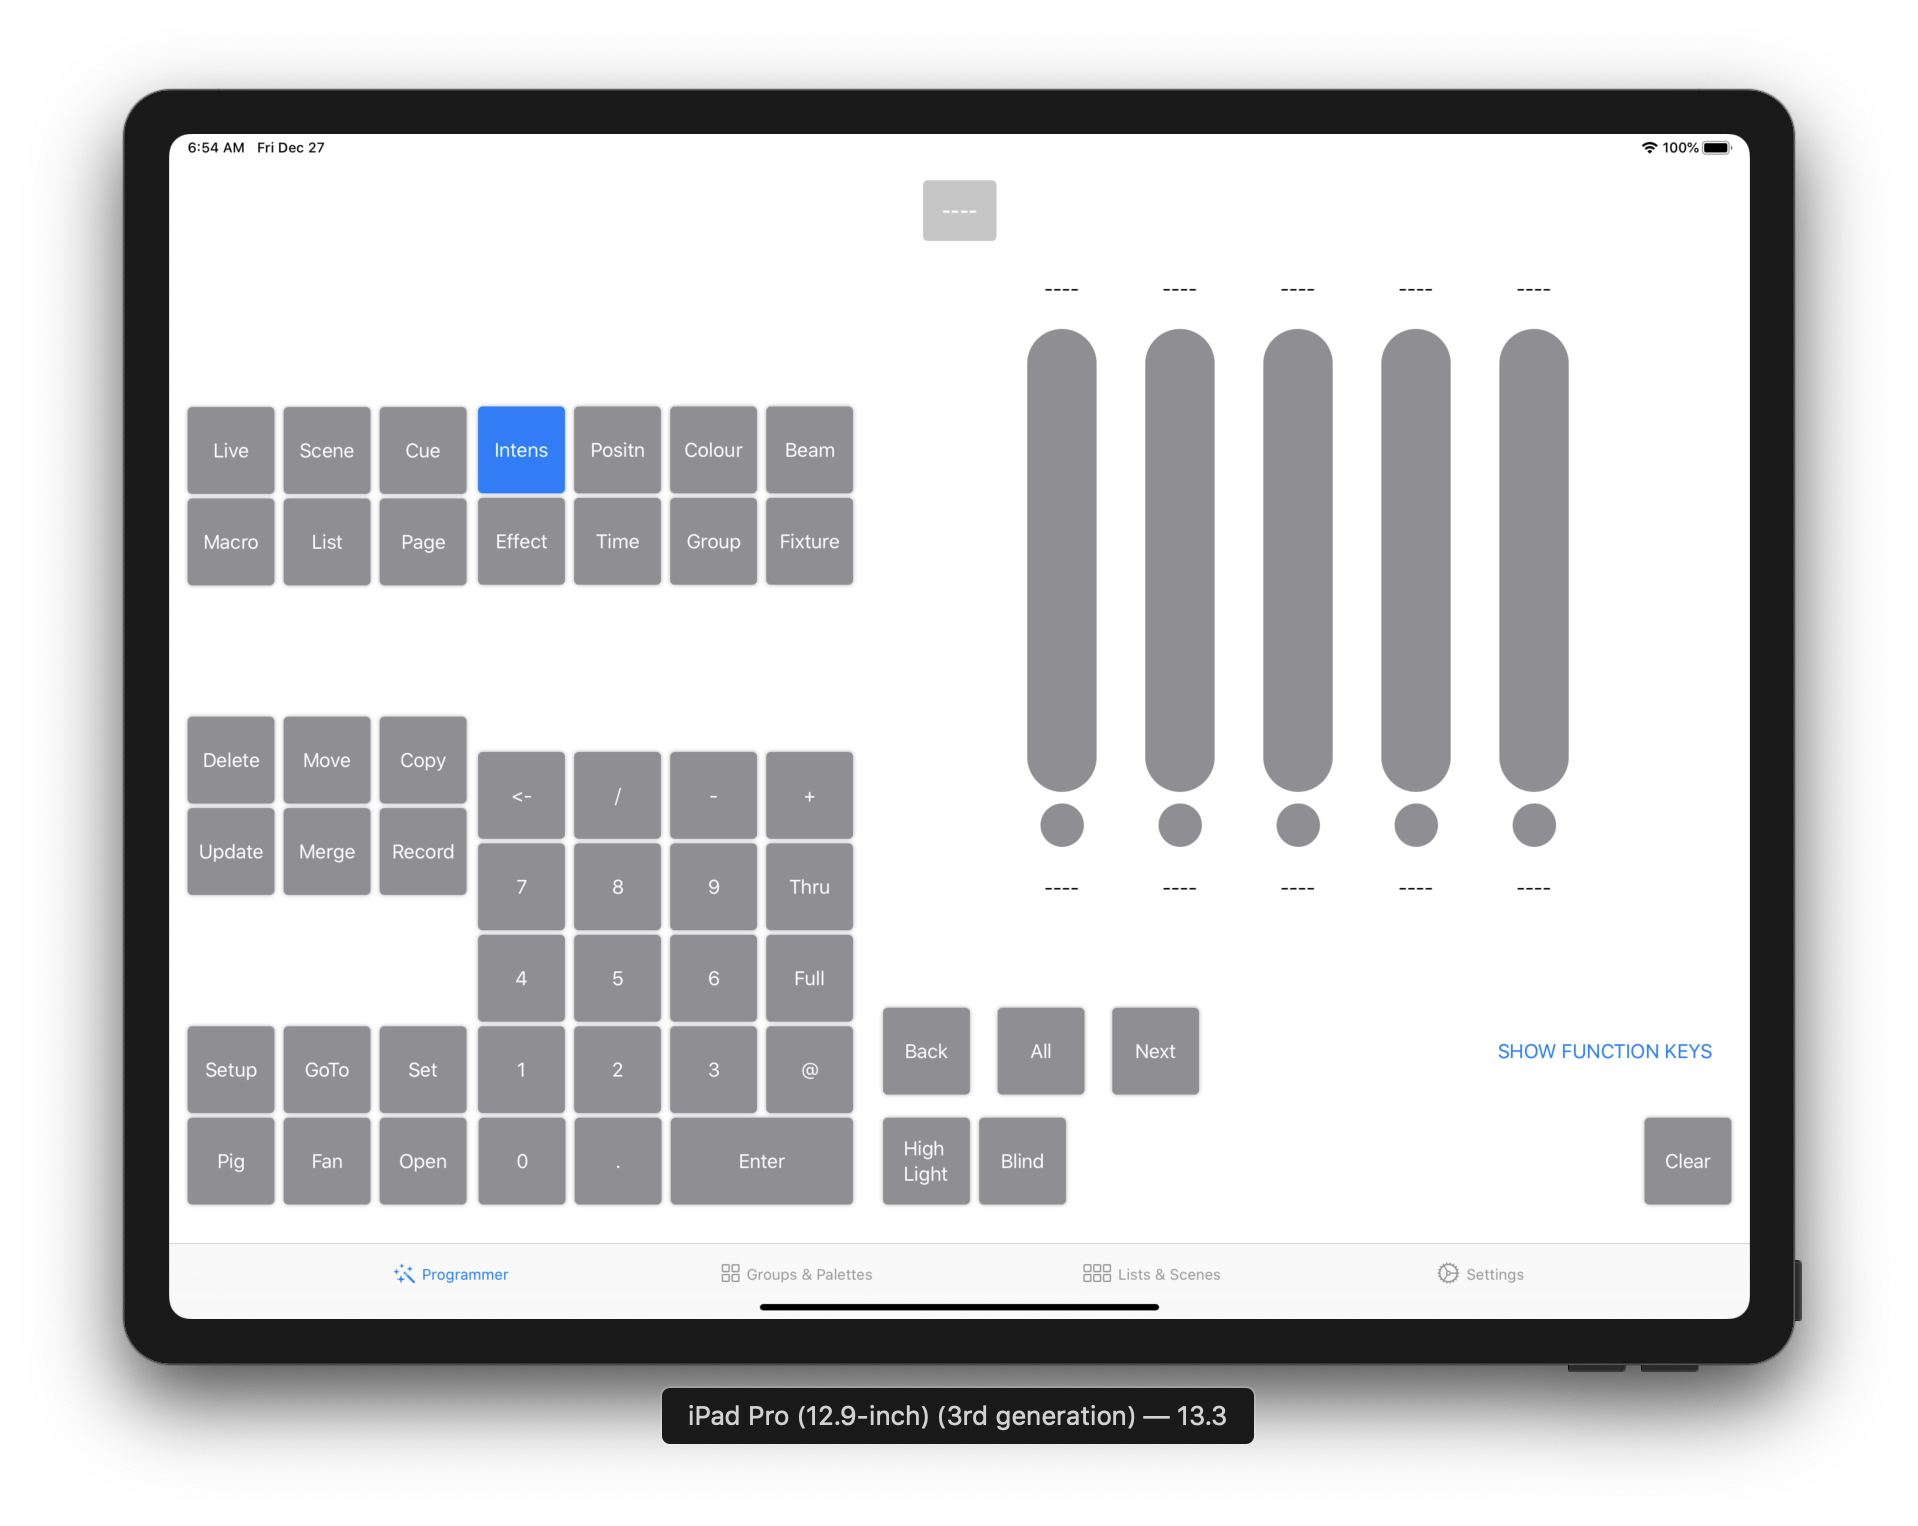 6:54 AM Fri Dec 27
100%
----
---- ---- ---- ---- ----
Live Scene Cue Intens Positn Colour Beam
Macro List Page Effect Time Group Fixture
Delete Move Copy
<- / - +
Update Merge Record
7 8 9 Thru
---- ---- ---- ---- ----
4 5 6 Full
Back All Next
SHOW FUNCTION KEYS
Setup GoTo Set 1 2 3 @
Pig Fan Open 0 . Enter
High
Light
Blind
Clear
Programmer Groups & Palettes Lists & Scenes Settings
iPad Pro (12.9-inch) (3rd generation) — 13.3